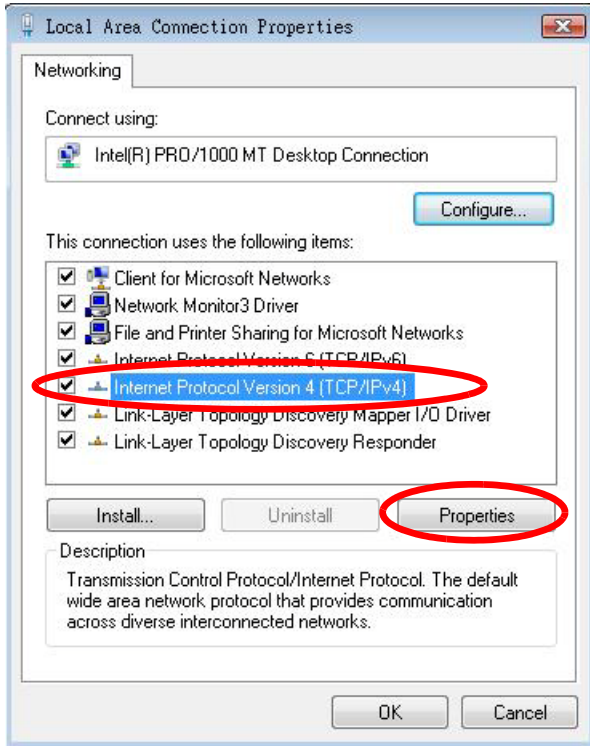 Local Area Connection Properties
Networking
Connect using:
Intel(R) PRO/1000 MT Desktop Connection
Configure...
This connection uses the following items:
Client for Microsoft Networks
Network Monitor3 Driver
File and Printer Sharing for Microsoft Networks
Internet Protocol Version 6 (TCP/IPv6)
Internet Protocol Version 4 (TCP/IPv4)
Link-Layer Topology Discovery Mapper I/O Driver
Link-Layer Topology Discovery Responder
Install...
Uninstall
Properties
Description
Transmission Control Protocol/Internet Protocol. The default
wide area network protocol that provides communication
across diverse interconnected networks.
OK
Cancel